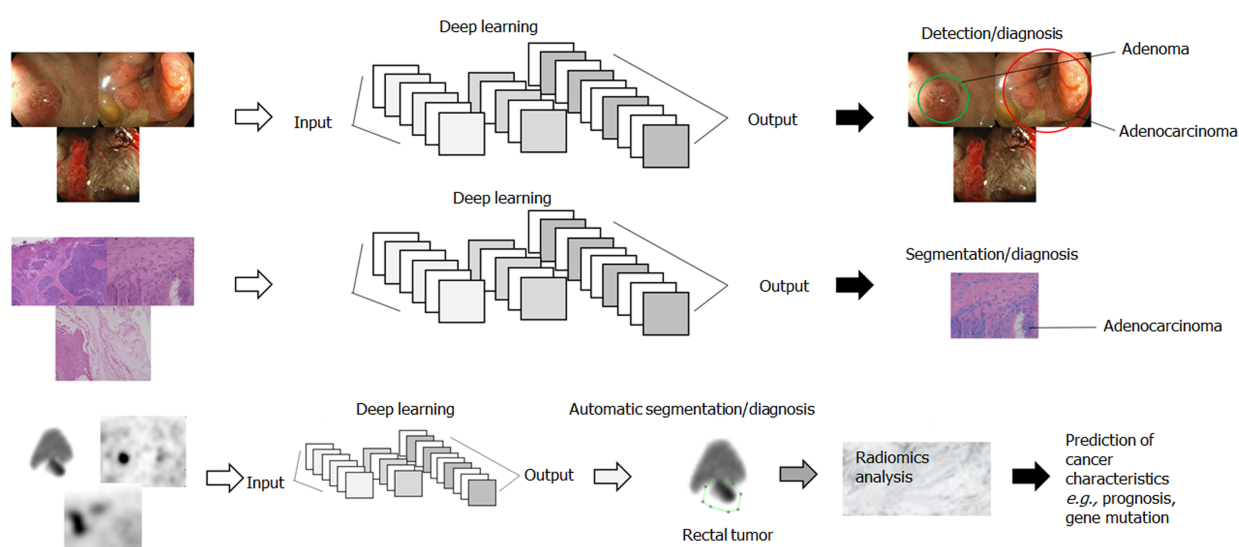 Deep learning
Detection/diagnosis
Adenoma
Input
Output
Adenocarcinoma
Deep learning
Segmentation/diagnosis
Output
Adenocarcinoma
Deep learning
Automatic segmentation/diagnosis
Input
Output
Radiomics
analysis
Prediction of
cancer
characteristics
e.g., prognosis,
gene mutation
Rectal tumor